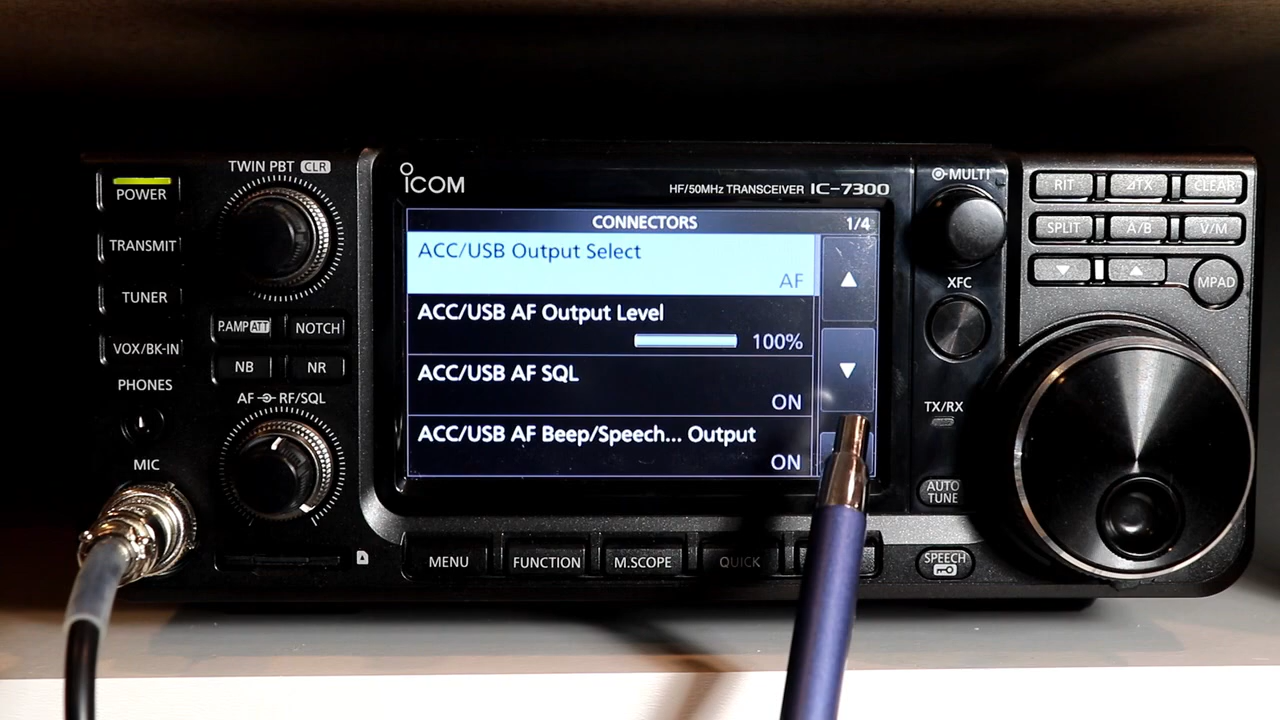 POWER
TRANSMIT
TUNER
VOX/BK-IN
PHONES
MIC
TWIN PBT CLR
P.AMP ATT
NOTCH
NB
NR
AF RF/SQL
ICOM
HF/50MHz TRANSCEIVER IC-7300
CONNECTORS 1/4
ACC/USB Output Select
AF
ACC/USB AF Output Level
100%
ACC/USB AF SQL
ON
ACC/USB AF Beep/Speech... Output
ON
MENU
FUNCTION
M.SCOPE
QUICK
MULTI
XFC
TX/RX
AUTO
TUNE
SPEECH
RIT
⊿TX
CLEAR
SPLIT
A/B
V/M
MPAD